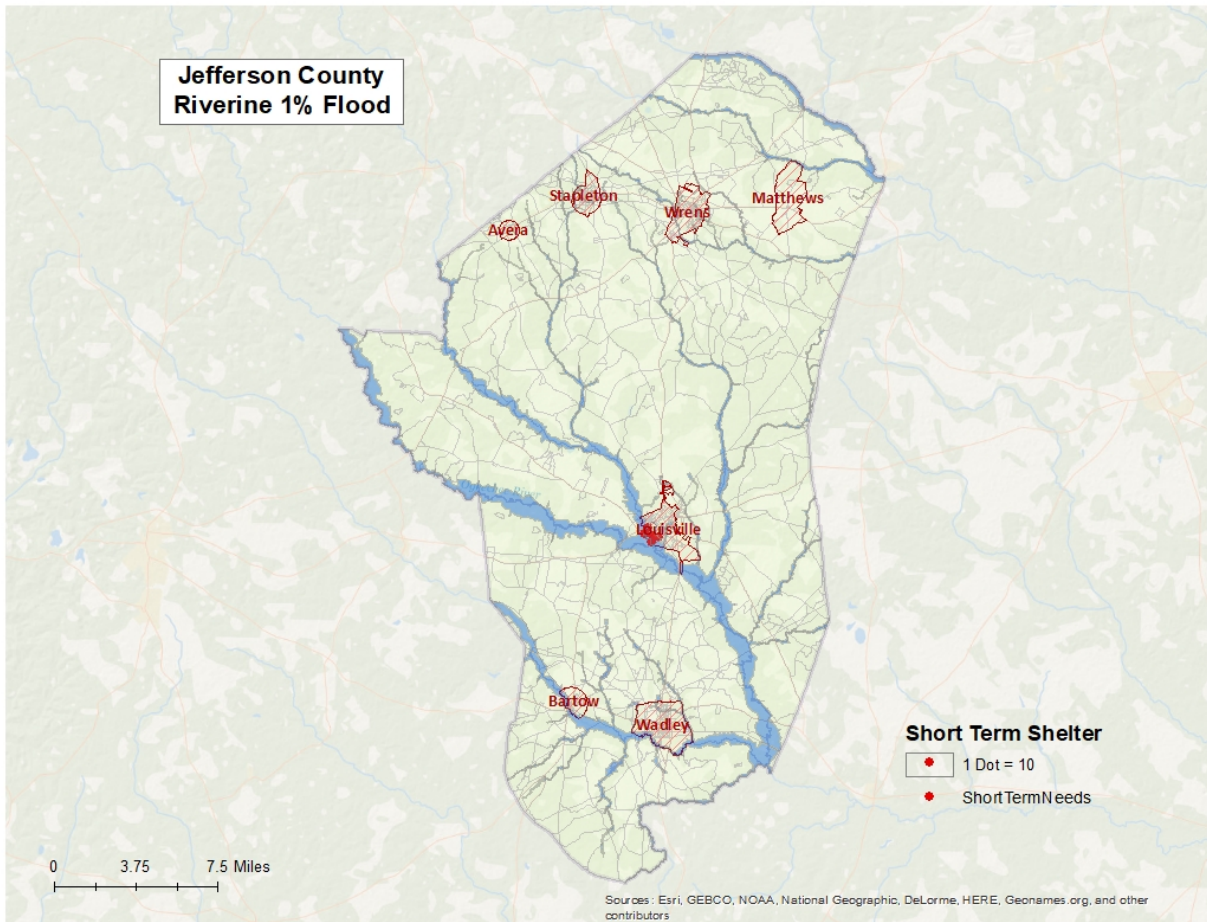 Jefferson County
Riverine 1% Flood
Stapleton
Matthews
Wrens
Avera
River
Louisville
Bartow
Wadley
Short Term Shelter
1 Dot = 10
ShortTermNeeds
0 3.75 7.5 Miles
Sources: Esri, GEBCO, NOAA, National Geographic, DeLorme, HERE, Geonames.org, and other
contributors